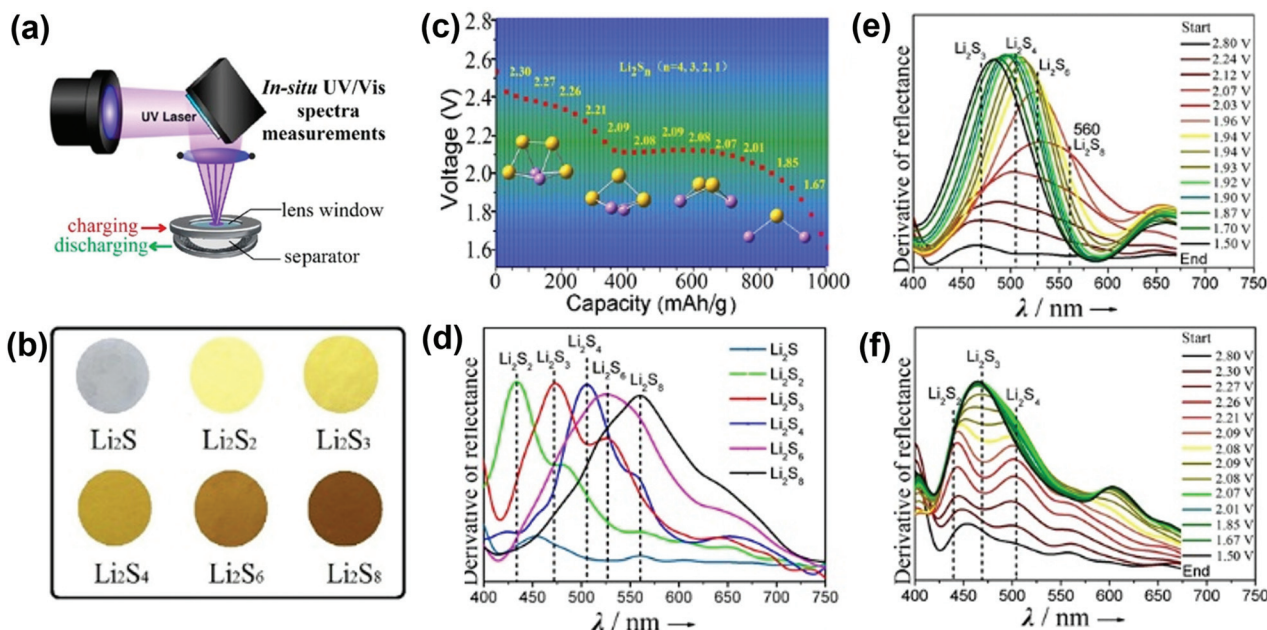 (a)
In-situ UV/Vis
spectra
measurements
UV Laser
lens window
charging
discharging
separator
(b)
Li₂S
Li₂S₂
Li₂S₃
Li₂S₄
Li₂S₆
Li₂S₈
(c)
Voltage (V)
2.8
2.6
2.4
2.2
2.0
1.8
1.6
Li₂Sₙ (n=4, 3, 2, 1)
2.30
2.27
2.26
2.21
2.09
2.08
2.09
2.08
2.07
2.01
1.85
1.67
0 200 400 600 800 1000
Capacity (mAh/g)
(d)
Derivative of reflectance
Li₂S₂
Li₂S₃
Li₂S₄
Li₂S₆
Li₂S₈
Li₂S
Li₂S₂
Li₂S₃
Li₂S₄
Li₂S₆
Li₂S₈
400 450 500 550 600 650 700 750
λ / nm →
(e)
Derivative of reflectance
Li₂S₃
Li₂S₄
Li₂S₆
560
Li₂S₈
Start
2.80 V
2.24 V
2.12 V
2.07 V
2.03 V
1.96 V
1.94 V
1.94 V
1.93 V
1.92 V
1.90 V
1.87 V
1.70 V
1.50 V
End
400 450 500 550 600 650 700 750
λ / nm →
(f)
Derivative of reflectance
Li₂S₂
Li₂S₃
Li₂S₄
Start
2.80 V
2.30 V
2.27 V
2.26 V
2.21 V
2.09 V
2.08 V
2.09 V
2.08 V
2.07 V
2.01 V
1.85 V
1.67 V
1.50 V
End
400 450 500 550 600 650 700 750
λ / nm →